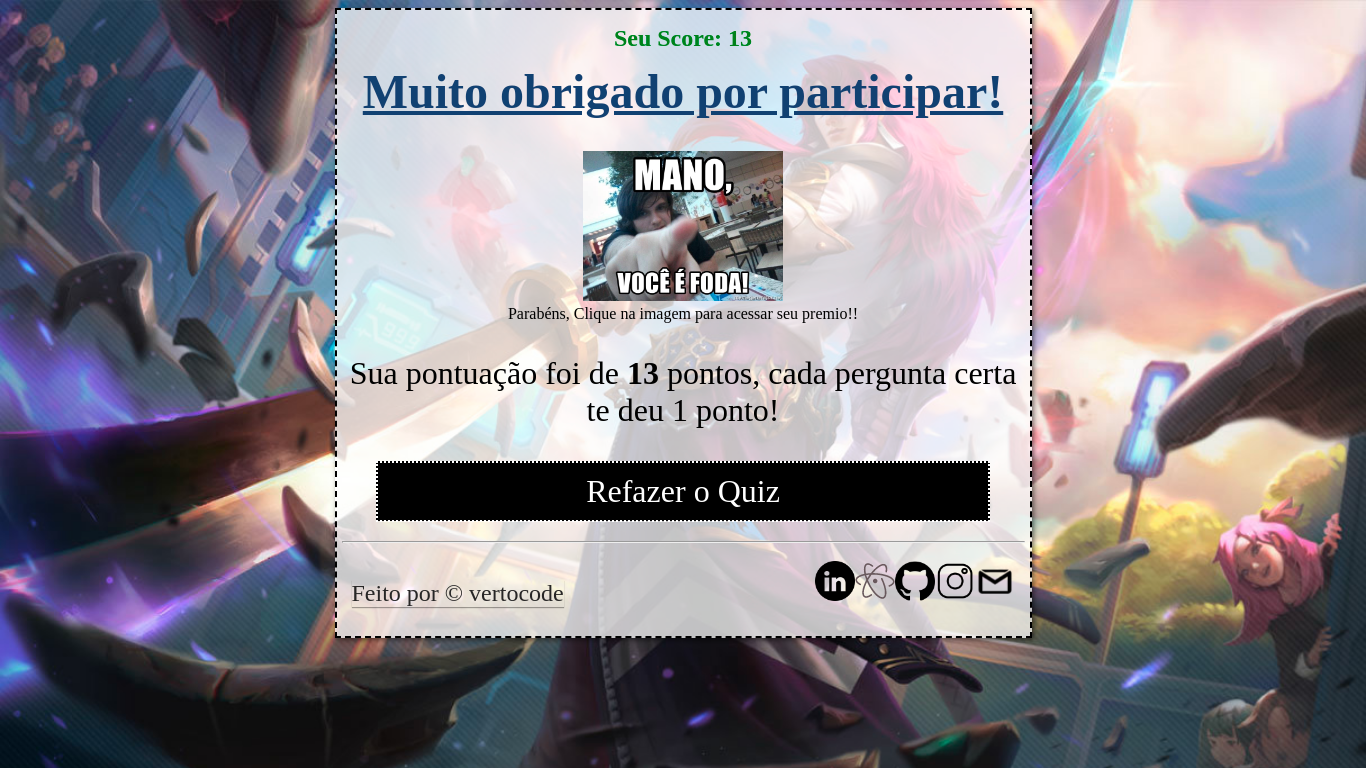 Seu Score: 13
Muito obrigado por participar!
MANO,
VOCÊ É FODA!
Parabéns, Clique na imagem para acessar seu premio!!
Sua pontuação foi de 13 pontos, cada pergunta certa
te deu 1 ponto!
Refazer o Quiz
Feito por © vertocode
in